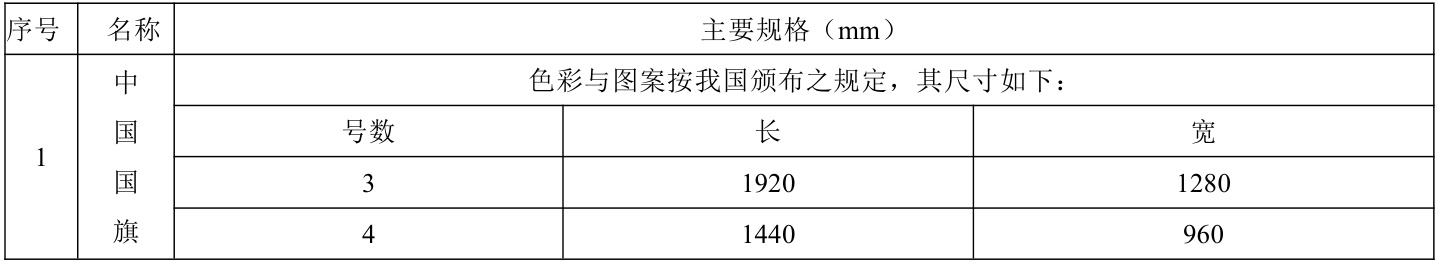 序号 名称 主要规格（mm）
1 中国国旗 色彩与图案按我国颁布之规定，其尺寸如下：
号数 长 宽
3 1920 1280
4 1440 960